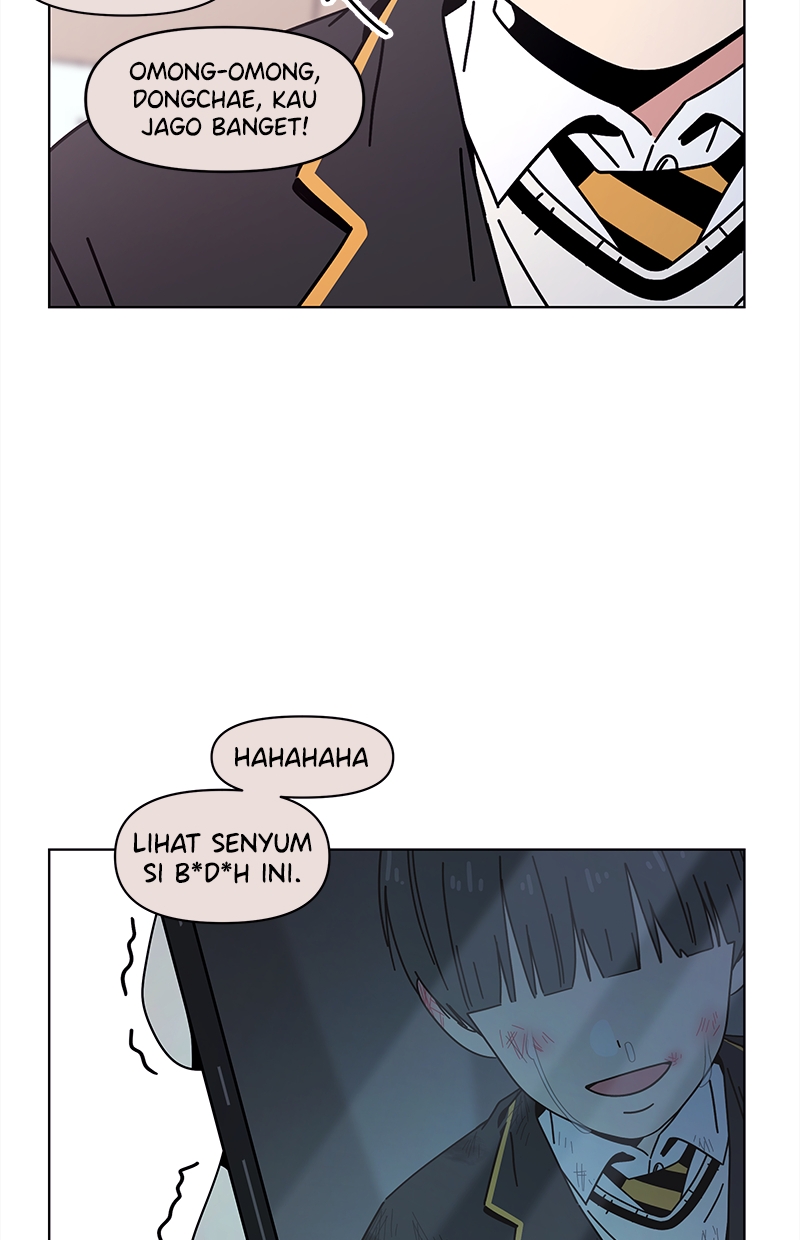 OMONG-OMONG,
DONGCHAE, KAU
JAGO BANGET!
HAHAHAHA
LIHAT SENYUM
SI B*D*H INI.